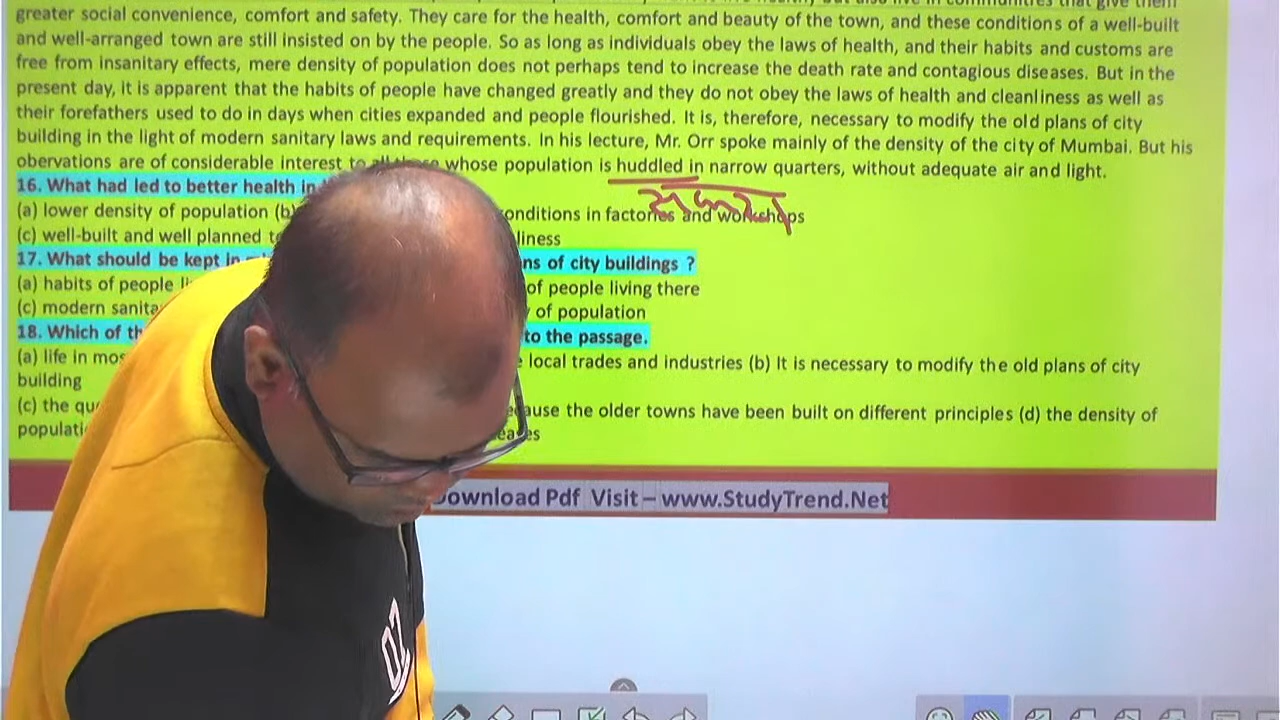 greater social convenience, comfort and safety. They care for the health, comfort and beauty of the town, and these conditions of a well-built
and well-arranged town are still insisted on by the people. So as long as individuals obey the laws of health, and their habits and customs are
free from insanitary effects, mere density of population does not perhaps tend to increase the death rate and contagious diseases. But in the
present day, it is apparent that the habits of people have changed greatly and they do not obey the laws of health and cleanliness as well as
their forefathers used to do in days when cities expanded and people flourished. It is, therefore, necessary to modify the old plans of city
building in the light of modern sanitary laws and requirements. In his lecture, Mr. Orr spoke mainly of the density of the city of Mumbai. But his
obervations are of considerable interest to whose population is huddled in narrow quarters, without adequate air and light.
16. What had led to better health in
(a) lower density of population (b) onditions in factories and workshops
(c) well-built and well planned liness
17. What should be kept in ns of city buildings ?
(a) habits of people of people living there
(c) modern of population
18. Which of to the passage.
(a) life in local trades and industries (b) It is necessary to modify the old plans of city
building
(c) the the older towns have been built on different principles (d) the density of
Download Pdf Visit – www.StudyTrend.Net